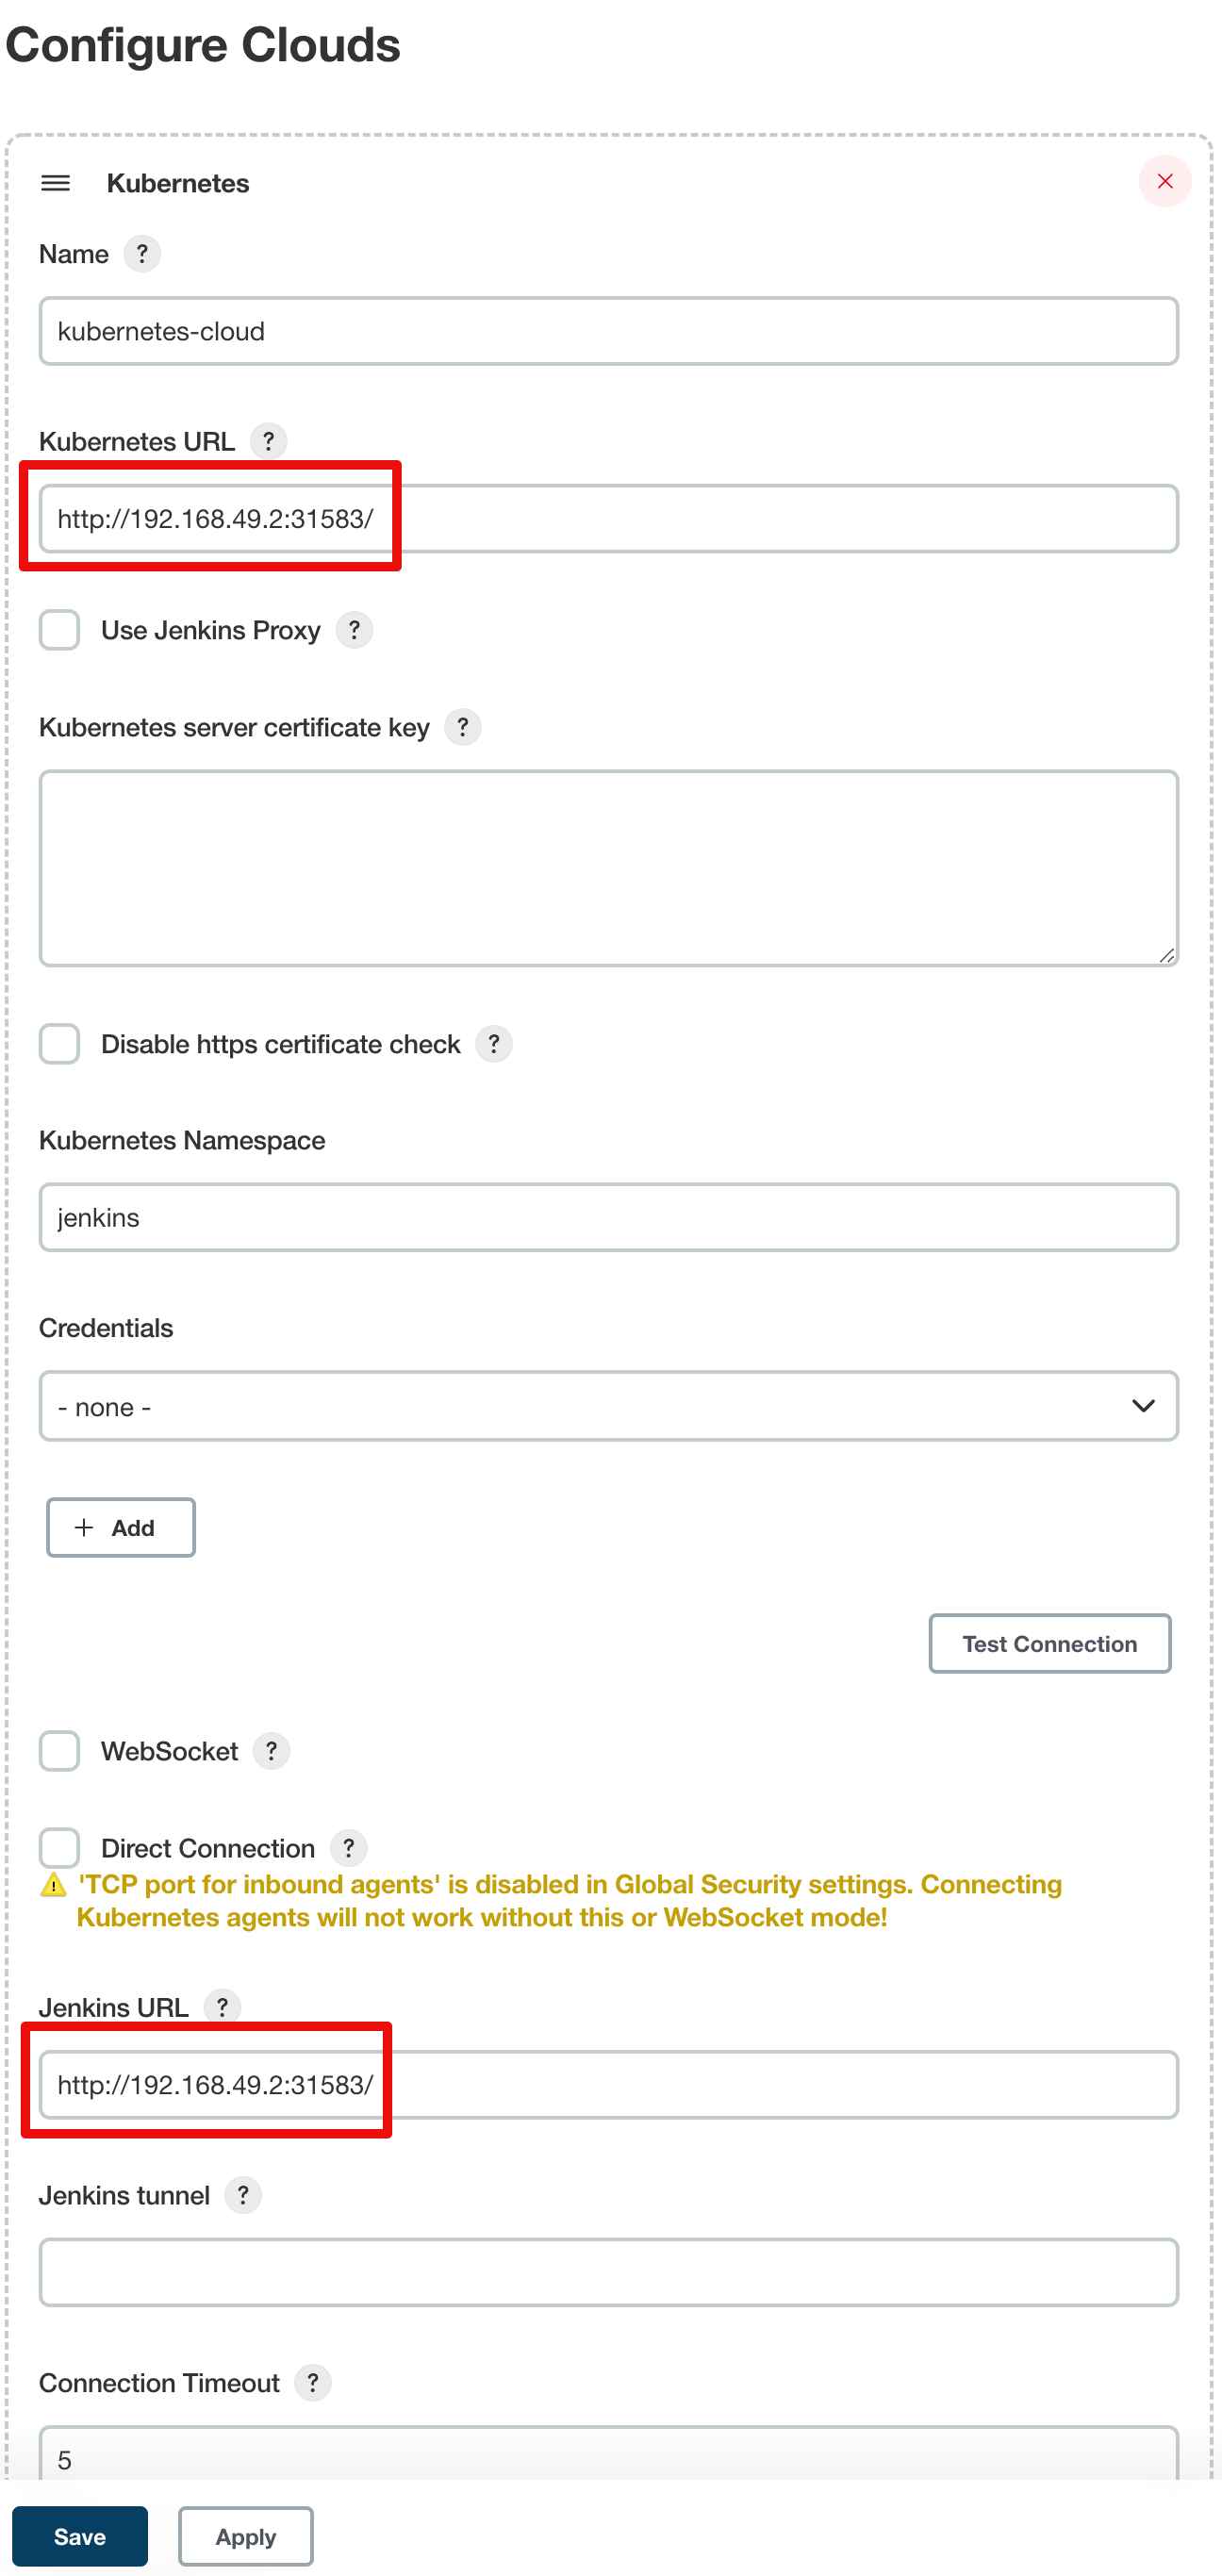 Configure Clouds
Kubernetes
Name ?
kubernetes-cloud
Kubernetes URL ?
http://192.168.49.2:31583/
Use Jenkins Proxy ?
Kubernetes server certificate key ?
Disable https certificate check ?
Kubernetes Namespace
jenkins
Credentials
- none -
+ Add
Test Connection
WebSocket ?
Direct Connection ?
'TCP port for inbound agents' is disabled in Global Security settings. Connecting
Kubernetes agents will not work without this or WebSocket mode!
Jenkins URL ?
http://192.168.49.2:31583/
Jenkins tunnel ?
Connection Timeout ?
5
Save Apply